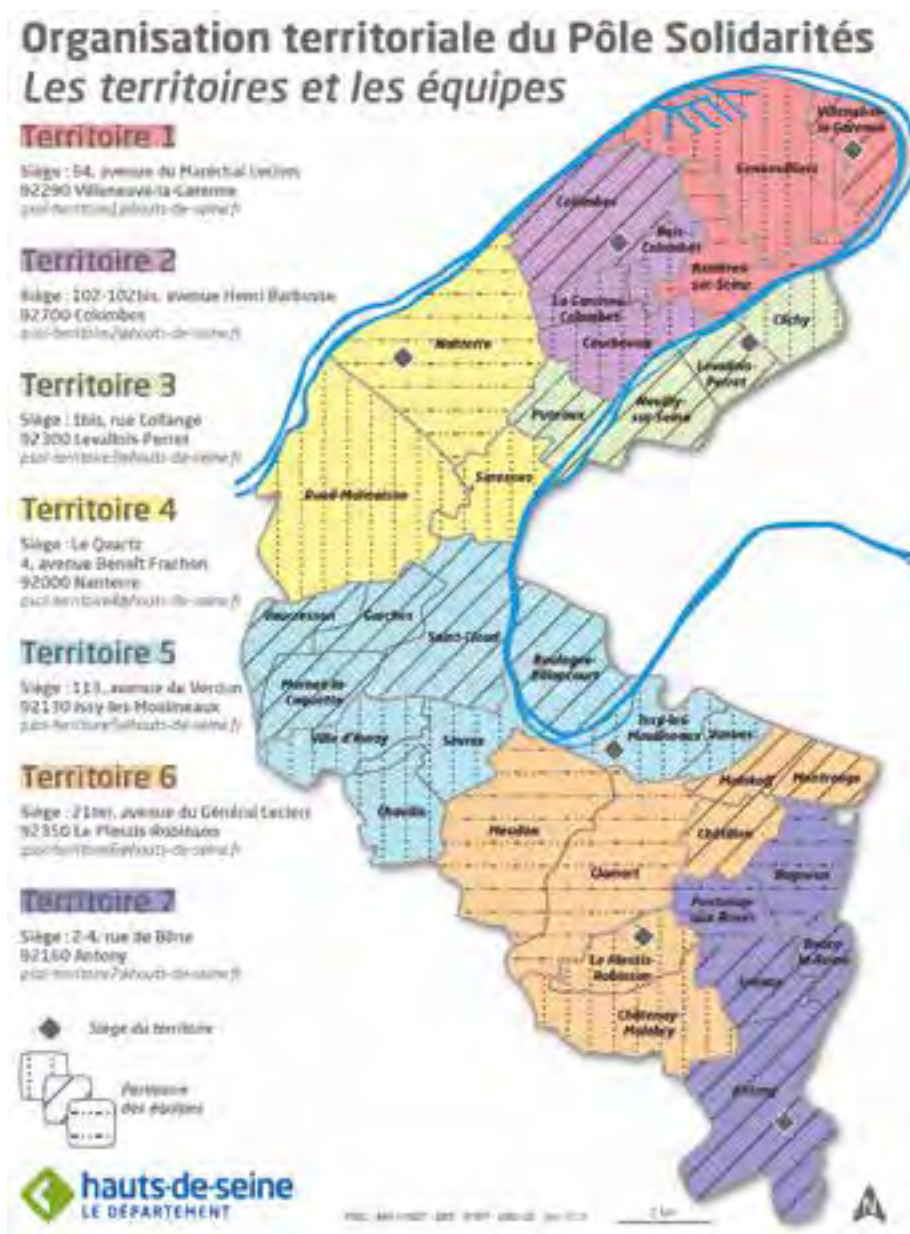 Organisation territoriale du Pôle Solidarités
Les territoires et les équipes
Territoire 1
Siège : 54, avenue du Maréchal Leclerc
92290 Villeneuve-la-Garenne
Territoire 2
Siège : 102-102bis, avenue Henri Barbusse
92700 Colombes
Territoire 3
Siège : 1bis, rue Collange
92300 Levallois-Perret
Territoire 4
Siège : Le Quartz
4, avenue Benoît Frachon
92000 Nanterre
Territoire 5
Siège : 113, avenue de Verdun
92130 Issy-les-Moulineaux
Territoire 6
Siège : 21ter, avenue du Général Leclerc
92350 Le Plessis-Robinson
Territoire 7
Siège : 2-4, rue de Bône
92160 Antony
Siège du territoire
Périmètre
des équipes
hauts-de-seine
LE DÉPARTEMENT
Villeneuve-
la-Garenne
Gennevilliers
Colombes
Bois-
Colombes
Asnières-
sur-Seine
La Garenne-
Colombes
Courbevoie
Clichy
Levallois-
Perret
Neuilly-
sur-Seine
Puteaux
Nanterre
Suresnes
Rueil-Malmaison
Vaucresson
Garches
Saint-Cloud
Boulogne-
Billancourt
Marnes-la-
Coquette
Ville d'Avray
Sèvres
Issy-les-
Moulineaux
Vanves
Chaville
Malakoff
Montrouge
Meudon
Châtillon
Clamart
Bagneux
Fontenay-
aux-Roses
Bourg-
la-Reine
Le Plessis-
Robinson
Sceaux
Châtenay-
Malabry
Antony
N